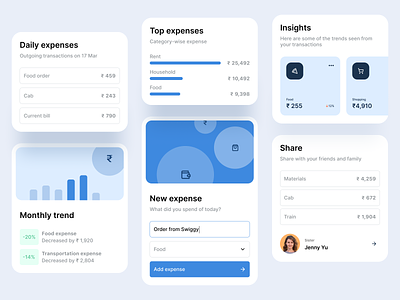 Daily expenses
Outgoing transactions on 17 Mar
Food order ₹ 459
Cab ₹ 243
Current bill ₹ 790
₹
Monthly trend
-20% Food expense
Decreased by ₹ 1,820
-14% Transportation expense
Decreased by ₹ 2,804
Top expenses
Category-wise expense
Rent
₹ 25,492
Household
₹ 10,492
Food
₹ 9,398
₹
New expense
What did you spend of today?
Order from Swiggy
Food
Add expense
Insights
Here are some of the trends seen from
your transactions
Food
₹ 255
Shopping
₹4,910
Share
Share with your friends and family.
Materials ₹ 4,259
Cab ₹ 672
Train ₹ 1,904
Sister
Jenny Yu